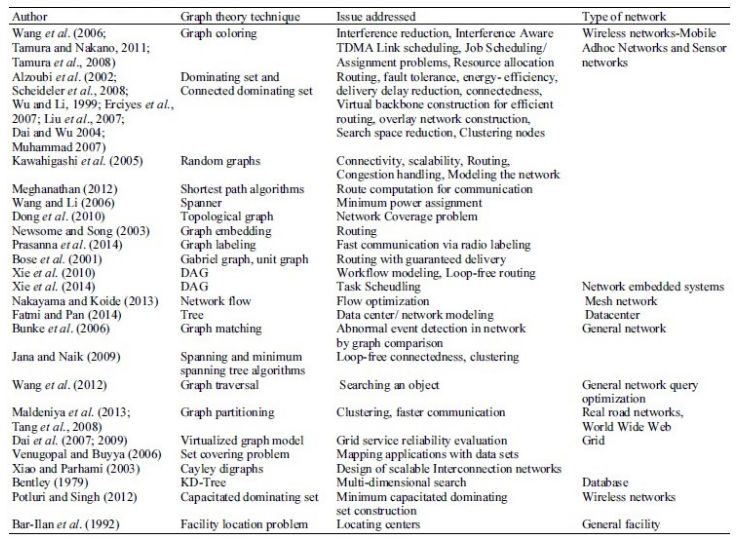 Author Graph theory technique Issue addressed Type of network
Wang et al. (2006; Graph coloring Interference reduction, Interference Aware Wireless networks-Mobile
Tamura and Nakano, 2011; TDMA Link scheduling, Job Scheduling/ Adhoc Networks and Sensor
Tamura et al., 2008) Assignment problems, Resource allocation networks
Alzoubi et al. (2002; Dominating set and Routing, fault tolerance, energy- efficiency,
Scheideler et al., 2008; Connected dominating set delivery delay reduction, connectedness,
Wu and Li, 1999; Erciyes et al., Virtual backbone construction for efficient
2007; Liu et al., 2007; routing, overlay network construction,
Dai and Wu 2004; Search space reduction, Clustering nodes
Muhammad 2007)
Kawahigashi et al. (2005) Random graphs Connectivity, scalability, Routing,
Congestion handling, Modeling the network
Meghanathan (2012) Shortest path algorithms Route computation for communication
Wang and Li (2006) Spanner Minimum power assignment
Dong et al. (2010) Topological graph Network Coverage problem
Newsome and Song (2003) Graph embedding Routing
Prasanna et al. (2014) Graph labeling Fast communication via radio labeling
Bose et al. (2001) Gabriel graph, unit graph Routing with guaranteed delivery
Xie et al. (2010) DAG Workflow modeling, Loop-free routing
Xie et al. (2014) DAG Task Scheudling Network embedded systems
Nakayama and Koide (2013) Network flow Flow optimization Mesh network
Fatmi and Pan (2014) Tree Data center/ network modeling Datacenter
Bunke et al. (2006) Graph matching Abnormal event detection in network General network
by graph comparison
Jana and Naik (2009) Spanning and minimum Loop-free connectedness, clustering
spanning tree algorithms
Wang et al. (2012) Graph traversal Searching an object General network query
optimization
Maldeniya et al. (2013; Graph partitioning Clustering, faster communication Real road networks,
Tang et al., 2008) World Wide Web
Dai et al. (2007; 2009) Virtualized graph model Grid service reliability evaluation Grid
Venugopal and Buyya (2006) Set covering problem Mapping applications with data sets
Xiao and Parhami (2003) Cayley digraphs Design of scalable Interconnection networks
Bentley (1979) KD-Tree Multi-dimensional search Database
Potluri and Singh (2012) Capacitated dominating set Minimum capacitated dominating Wireless networks
set construction
Bar-Ilan et al. (1992) Facility location problem Locating centers General facility